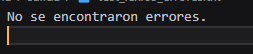 No se encontraron errores.